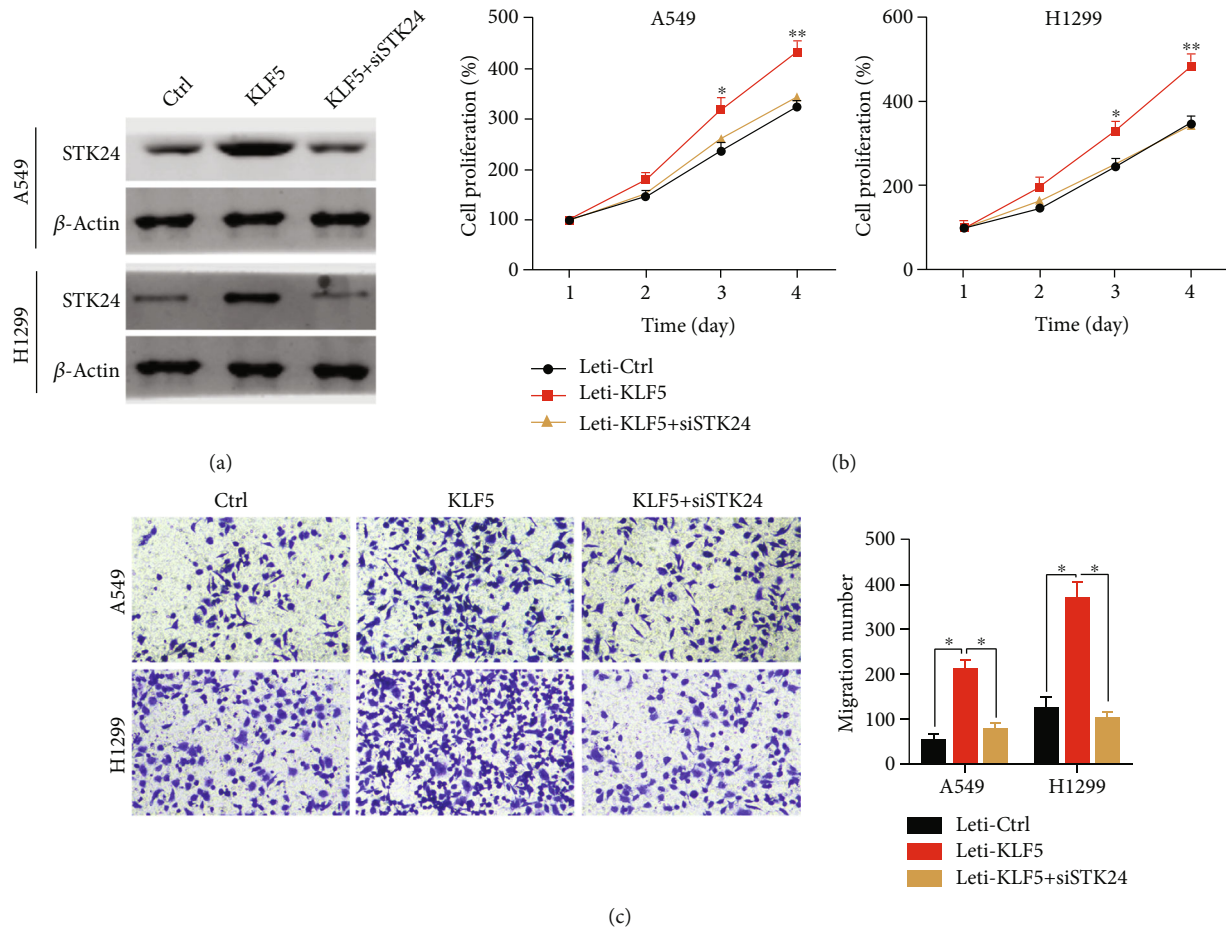 Ctrl
KLF5
KLF5+siSTK24
A549
STK24
β-Actin
H1299
STK24
β-Actin
(a)
A549
Cell proliferation (%)
500
400
300
200
100
0
*
**
1 2 3 4
Time (day)
H1299
Cell proliferation (%)
600
400
200
0
*
**
1 2 3 4
Time (day)
Leti-Ctrl
Leti-KLF5
Leti-KLF5+siSTK24
(b)
Ctrl KLF5 KLF5+siSTK24
A549
H1299
Migration number
500
400
300
200
100
0
* *
* *
A549 H1299
Leti-Ctrl
Leti-KLF5
Leti-KLF5+siSTK24
(c)